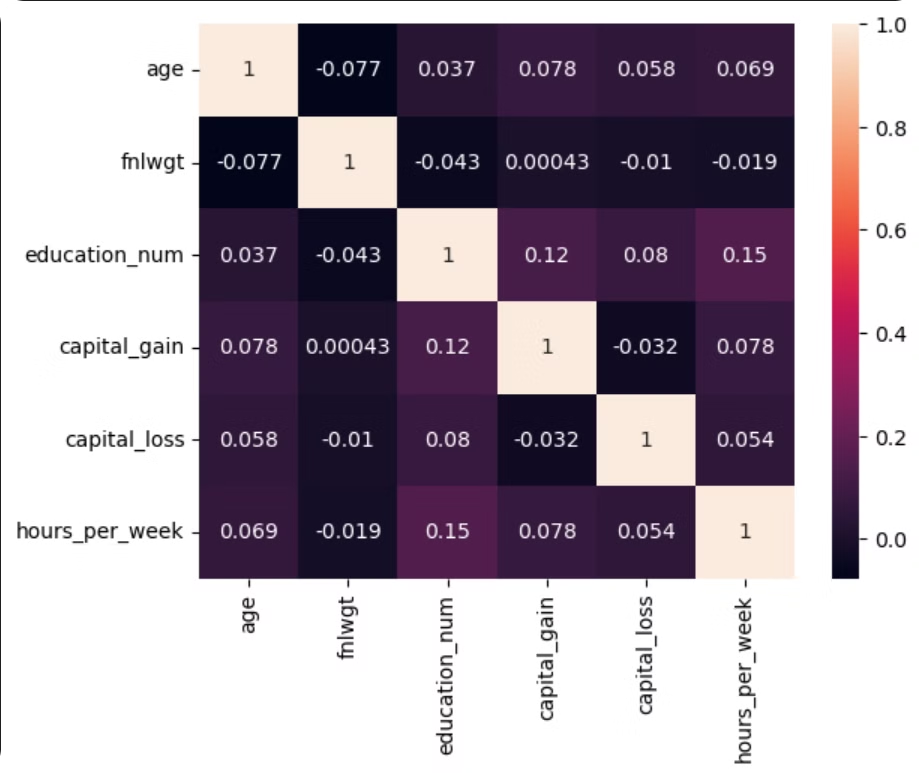 age 1 -0.077 0.037 0.078 0.058 0.069
fnlwgt -0.077 1 -0.043 0.00043 -0.01 -0.019
education_num 0.037 -0.043 1 0.12 0.08 0.15
capital_gain 0.078 0.00043 0.12 1 -0.032 0.078
capital_loss 0.058 -0.01 0.08 -0.032 1 0.054
hours_per_week 0.069 -0.019 0.15 0.078 0.054 1
age fnlwgt education_num capital_gain capital_loss hours_per_week
1.0
0.8
0.6
0.4
0.2
0.0